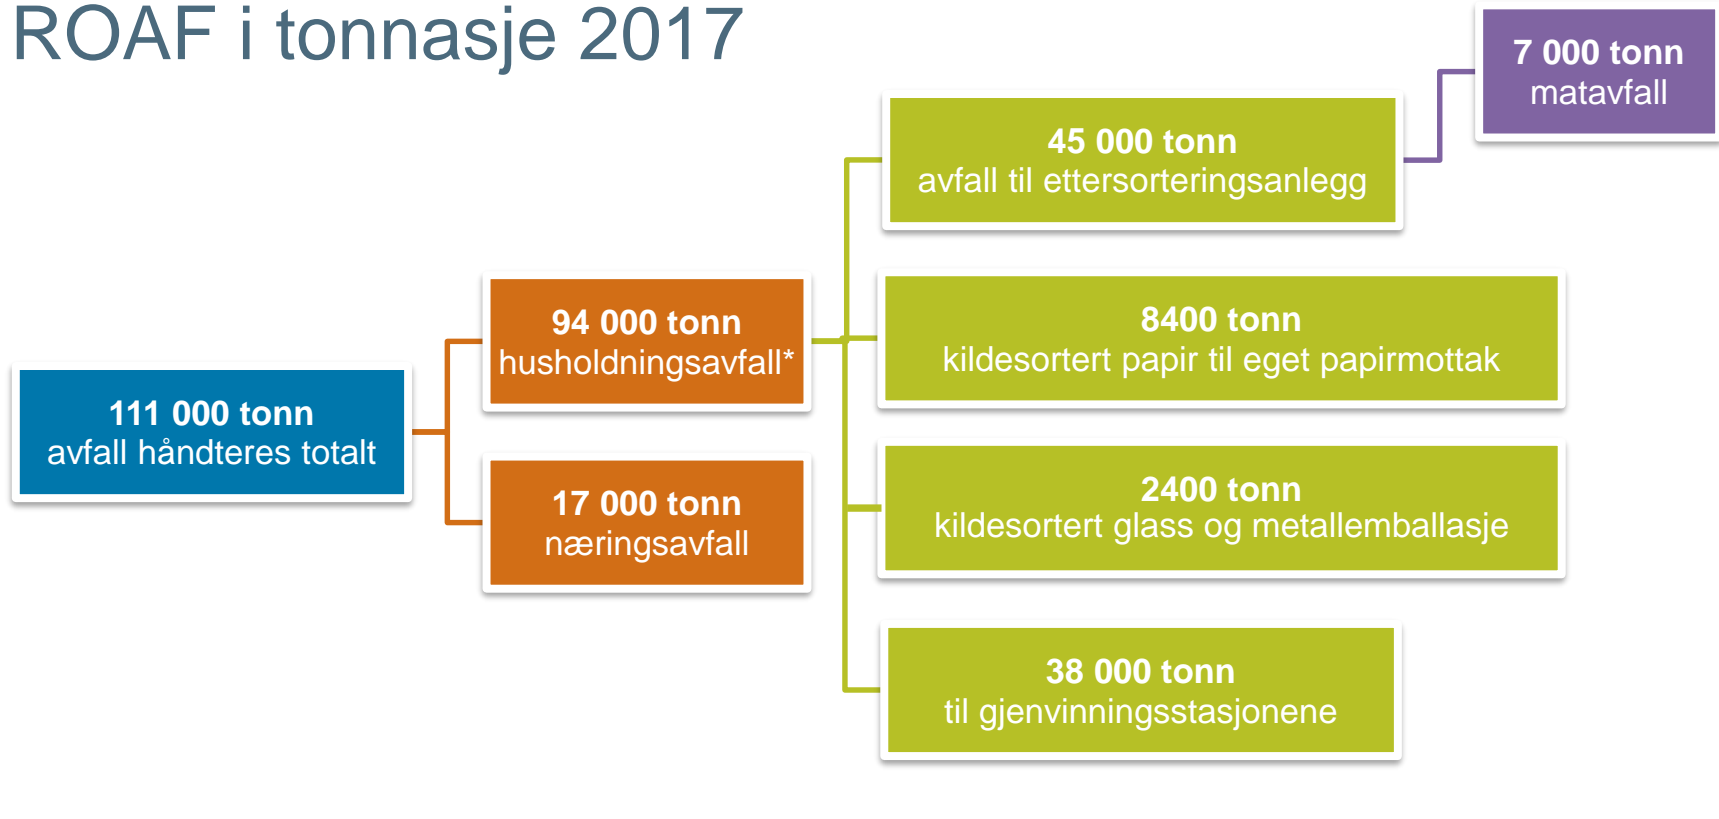 ROAF i tonnasje 2017
111 000 tonn
avfall håndteres totalt
94 000 tonn
husholdningsavfall*
17 000 tonn
næringsavfall
45 000 tonn
avfall til ettersorteringsanlegg
7 000 tonn
matavfall
8400 tonn
kildesortert papir til eget papirmottak
2400 tonn
kildesortert glass og metallemballasje
38 000 tonn
til gjenvinningsstasjonene